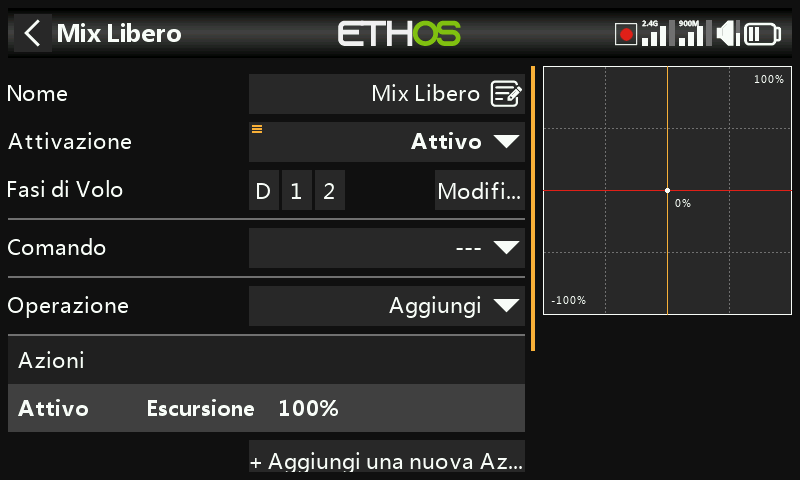 Mix Libero
ETHOS
2.4G
900M
Nome
Mix Libero
Attivazione
Attivo
Fasi di Volo
D 1 2
Modifi...
Comando
---
Operazione
Aggiungi
Azioni
Attivo Escursione 100%
+ Aggiungi una nuova Az...
100%
0%
-100%